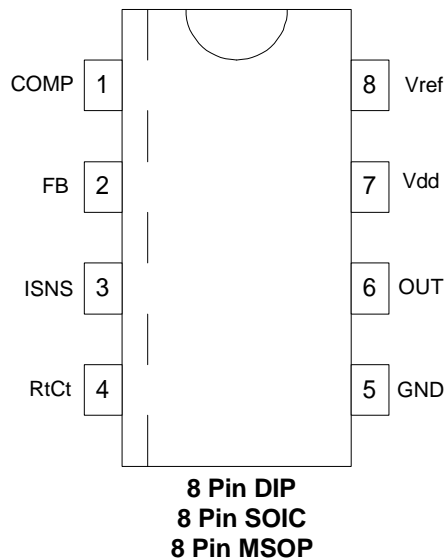 COMP 1 8 Vref
FB 2 7 Vdd
ISNS 3 6 OUT
RtCt 4 5 GND
8 Pin DIP
8 Pin SOIC
8 Pin MSOP